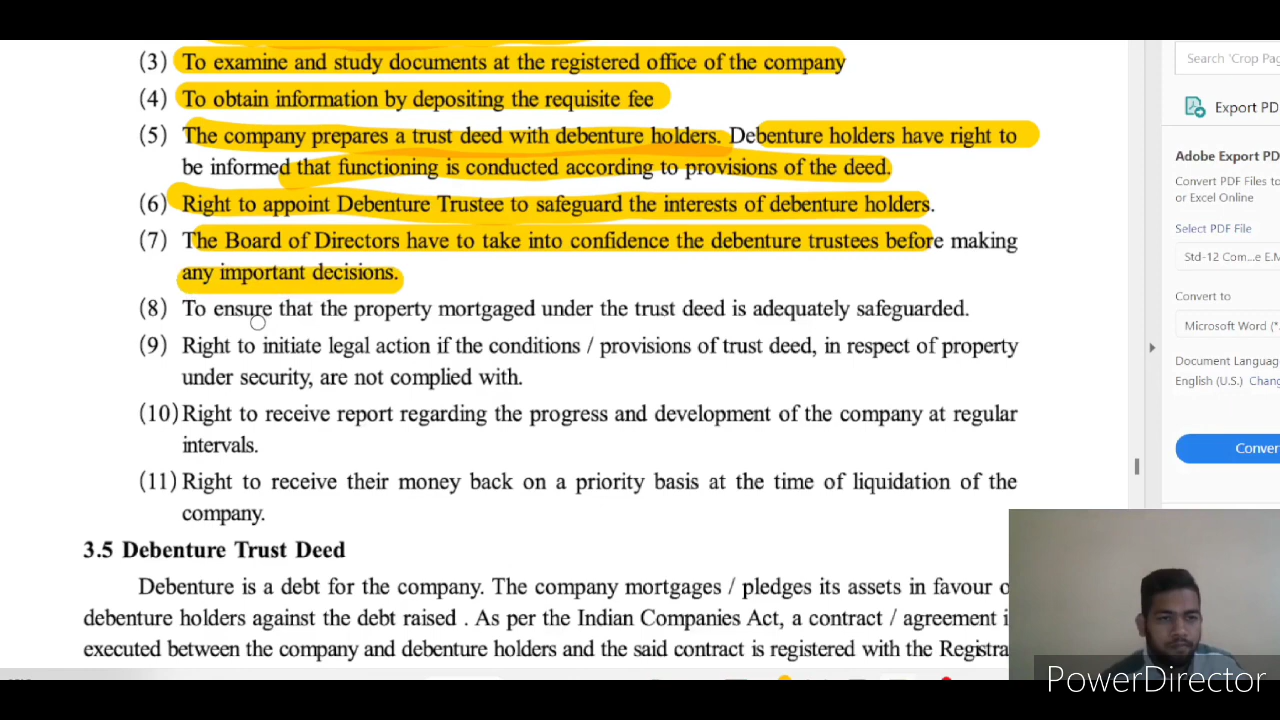 (3) To examine and study documents at the registered office of the company
(4) To obtain information by depositing the requisite fee
(5) The company prepares a trust deed with debenture holders. Debenture holders have right to
be informed that functioning is conducted according to provisions of the deed.
(6) Right to appoint Debenture Trustee to safeguard the interests of debenture holders.
(7) The Board of Directors have to take into confidence the debenture trustees before making
any important decisions.
(8) To ensure that the property mortgaged under the trust deed is adequately safeguarded.
(9) Right to initiate legal action if the conditions / provisions of trust deed, in respect of property
under security, are not complied with.
(10) Right to receive report regarding the progress and development of the company at regular
intervals.
(11) Right to receive their money back on a priority basis at the time of liquidation of the
company.
3.5 Debenture Trust Deed
Debenture is a debt for the company. The company mortgages / pledges its assets in favour
debenture holders against the debt raised . As per the Indian Companies Act, a contract / agreement
executed between the company and debenture holders and the said contract is registered with the Registra
Search 'Crop Pag
Export PD
Adobe Export PD
Convert PDF Files to
or Excel Online
Select PDF File
Std-12 Com...e E.M
Convert to
Microsoft Word (*.
Document Langua
English (U.S.) Chang
Conver
PowerDirector